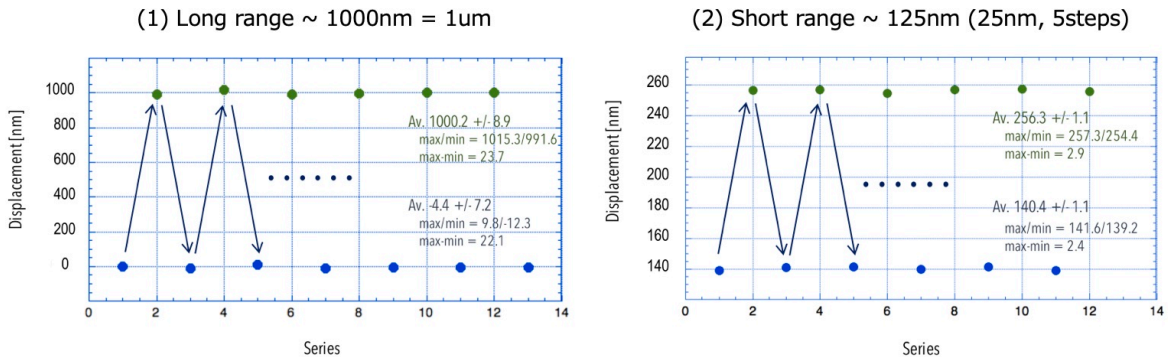 (1) Long range ~ 1000nm = 1um
1000
800
600
400
200
0
Displacement[nm]
Av. 1000.2 +/-8.9
max/min = 1015.3/991.6
max-min = 23.7
Av. -4.4 +/-7.2
max/min = 9.8/-12.3
max-min = 22.1
0 2 4 6 8 10 12 14
Series
(2) Short range ~ 125nm (25nm, 5steps)
260
240
220
200
180
160
140
Displacement[nm]
Av. 256.3 +/-1.1
max/min = 257.3/254.4
max-min = 2.9
Av. 140.4 +/-1.1
max/min = 141.6/139.2
max-min = 2.4
0 2 4 6 8 10 12 14
Series